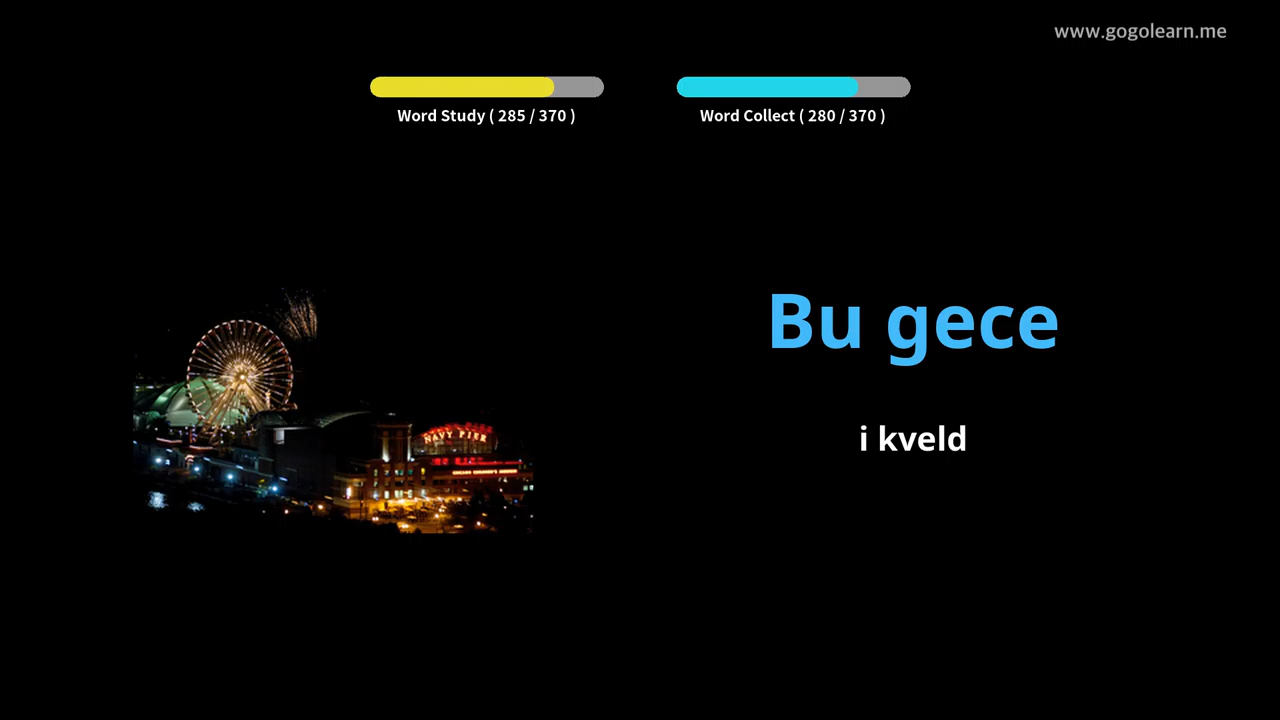 www.gogolearn.me
Word Study ( 285 / 370 )
Word Collect ( 280 / 370 )
Bu gece
i kveld
NAVY PIER